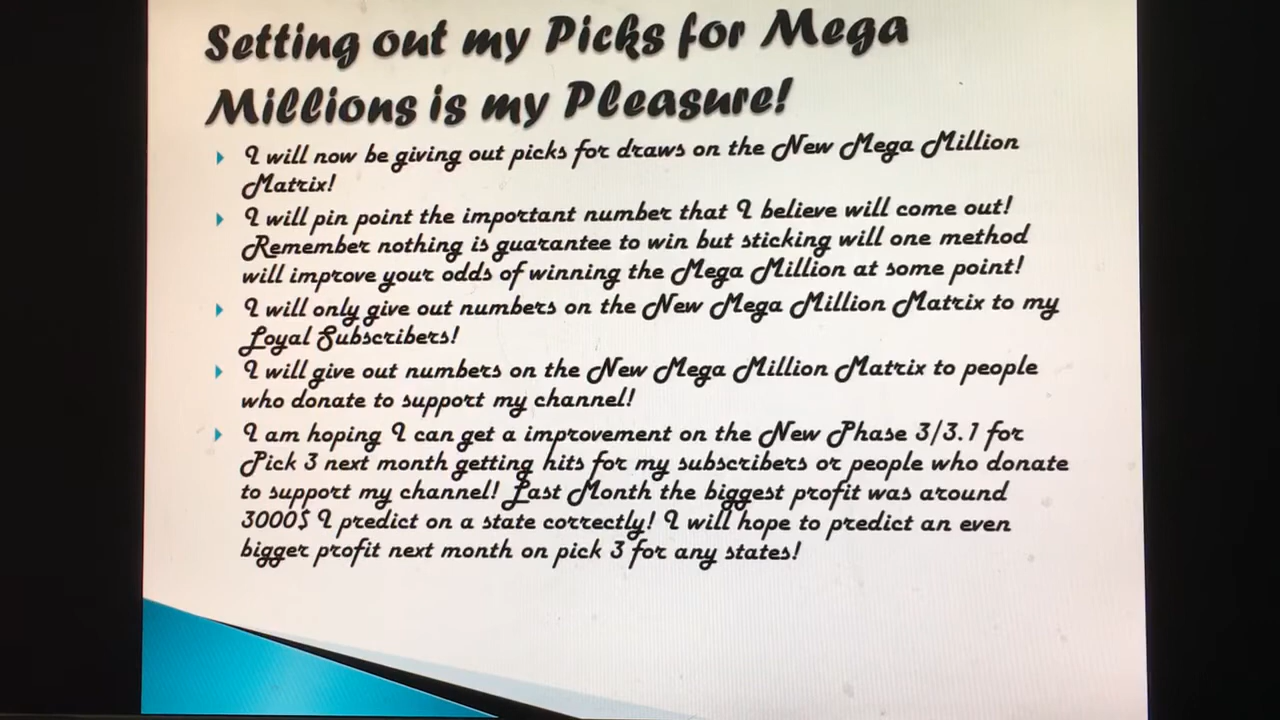 Setting out my Picks for Mega
Millions is my Pleasure!
I will now be giving out picks for draws on the New Mega Million
Matrix!
I will pin point the important number that I believe will come out!
Remember nothing is guarantee to win but sticking will one method
will improve your odds of winning the Mega Million at some point!
I will only give out numbers on the New Mega Million Matrix to my
Loyal Subscribers!
I will give out numbers on the New Mega Million Matrix to people
who donate to support my channel!
I am hoping I can get a improvement on the New Phase 3/3.1 for
Pick 3 next month getting hits for my subscribers or people who donate
to support my channel! Last Month the biggest profit was around
3000$ I predict on a state correctly! I will hope to predict an even
bigger profit next month on pick 3 for any states!